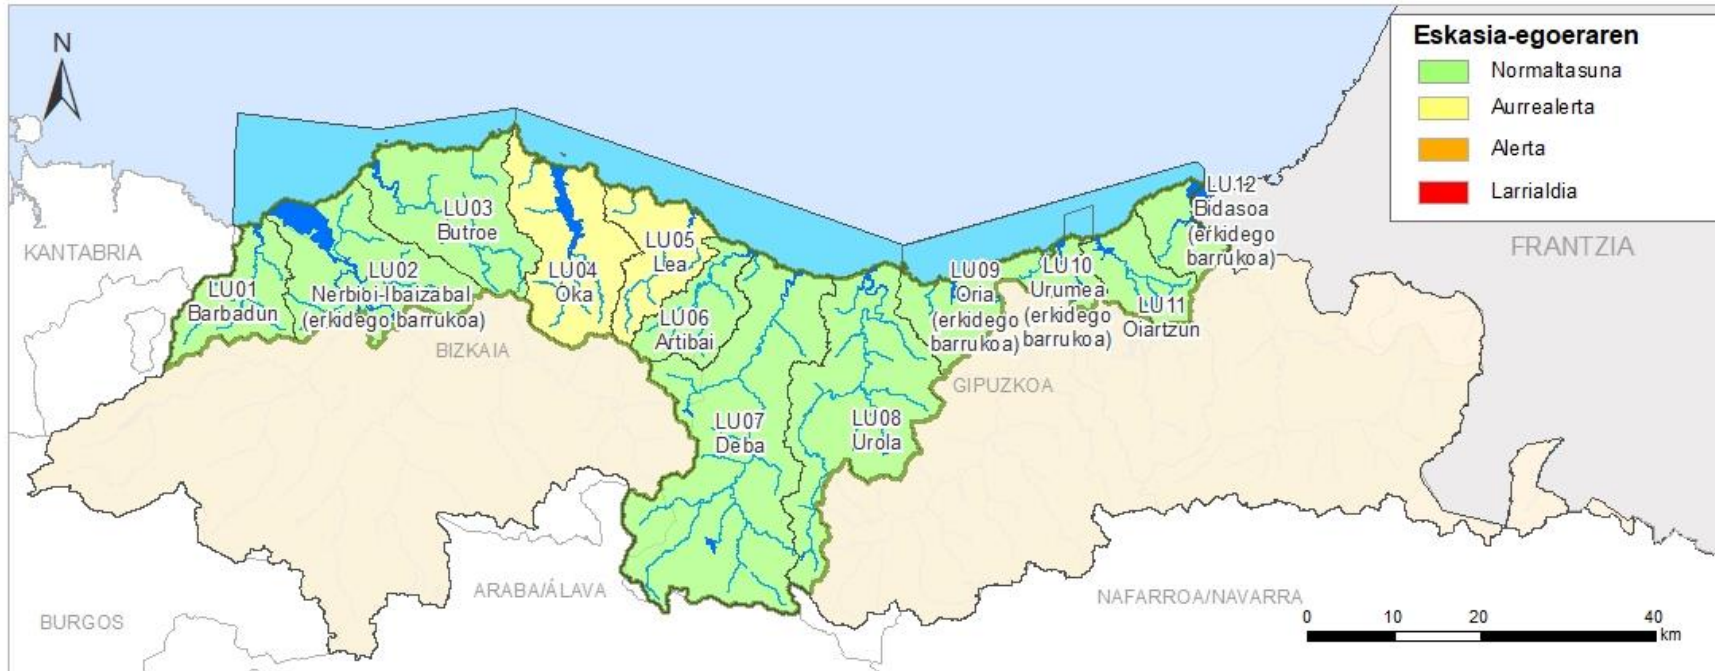 N
Eskasia-egoeraren
Normaltasuna
Aurrealerta
Alerta
Larrialdia
KANTABRIA
FRANTZIA
LU01
Barbadun
LU02
Nerbioi-Ibaizabal
(erkidego barrukoa)
LU03
Butroe
LU04
Oka
LU05
Lea
LU06
Artibai
LU07
Deba
LU08
Urola
LU09
Oria
(erkidego
barrukoa)
LU10
Urumea
(erkidego
barrukoa)
LU11
Oiartzun
LU12
Bidasoa
(erkidego
barrukoa)
BIZKAIA
GIPUZKOA
ARABA/ÁLAVA
BURGOS
NAFARROA/NAVARRA
0 10 20 40
km